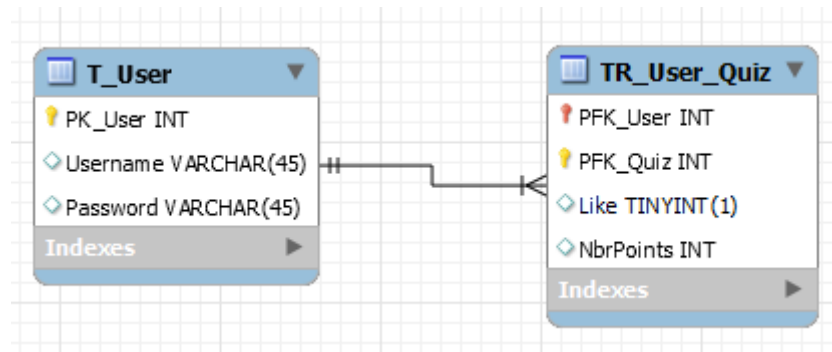 T_User
PK_User INT
Username VARCHAR(45)
Password VARCHAR(45)
Indexes
TR_User_Quiz
PFK_User INT
PFK_Quiz INT
Like TINYINT(1)
NbrPoints INT
Indexes